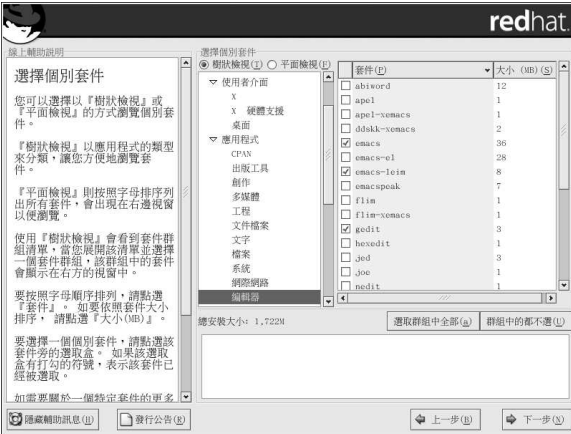 redhat.
線上輔助說明
選擇個別套件
您可以選擇以『樹狀檢視』或
『平面檢視』的方式瀏覽個別套
件。
『樹狀檢視』以應用程式的類型
來分類，讓您方便地瀏覽套
件。
『平面檢視』則按照字母排序列
出所有套件，會出現在右邊視窗
以便瀏覽。
使用『樹狀檢視』會看到套件群
組清單，當您展開該清單並選擇
一個套件群組，該群組中的套件
會顯示在右方的視窗中。
要按照字母順序排列，請點選
『套件』。 如要依照套件大小
排序， 請點選『大小(MB)』。
要選擇一個個別套件，請點選該
套件旁的選取盒。 如果該選取
盒有打勾的符號，表示該套件已
經被選取。
如需要關於一個特定套件的更多
選擇個別套件
樹狀檢視(T) 平面檢視(F)
使用者介面
X
X 硬體支援
桌面
應用程式
CPAN
出版工具
創作
多媒體
工程
文件檔案
文字
檔案
系統
網際網路
編輯器
套件(P) 大小 (MB)(S)
abiword 12
apel 1
apel-xemacs 1
ddskk-xemacs 2
emacs 36
emacs-el 28
emacs-leim 8
emacspeak 7
flim 1
flim-xemacs 1
gedit 3
hexedit 1
jed 3
joe 1
nedit 1
總安裝大小: 1,722M
選取群組中全部(a) 群組中的都不選(U)
隱藏輔助訊息(H) 發行公告(R) 上一步(B) 下一步(N)